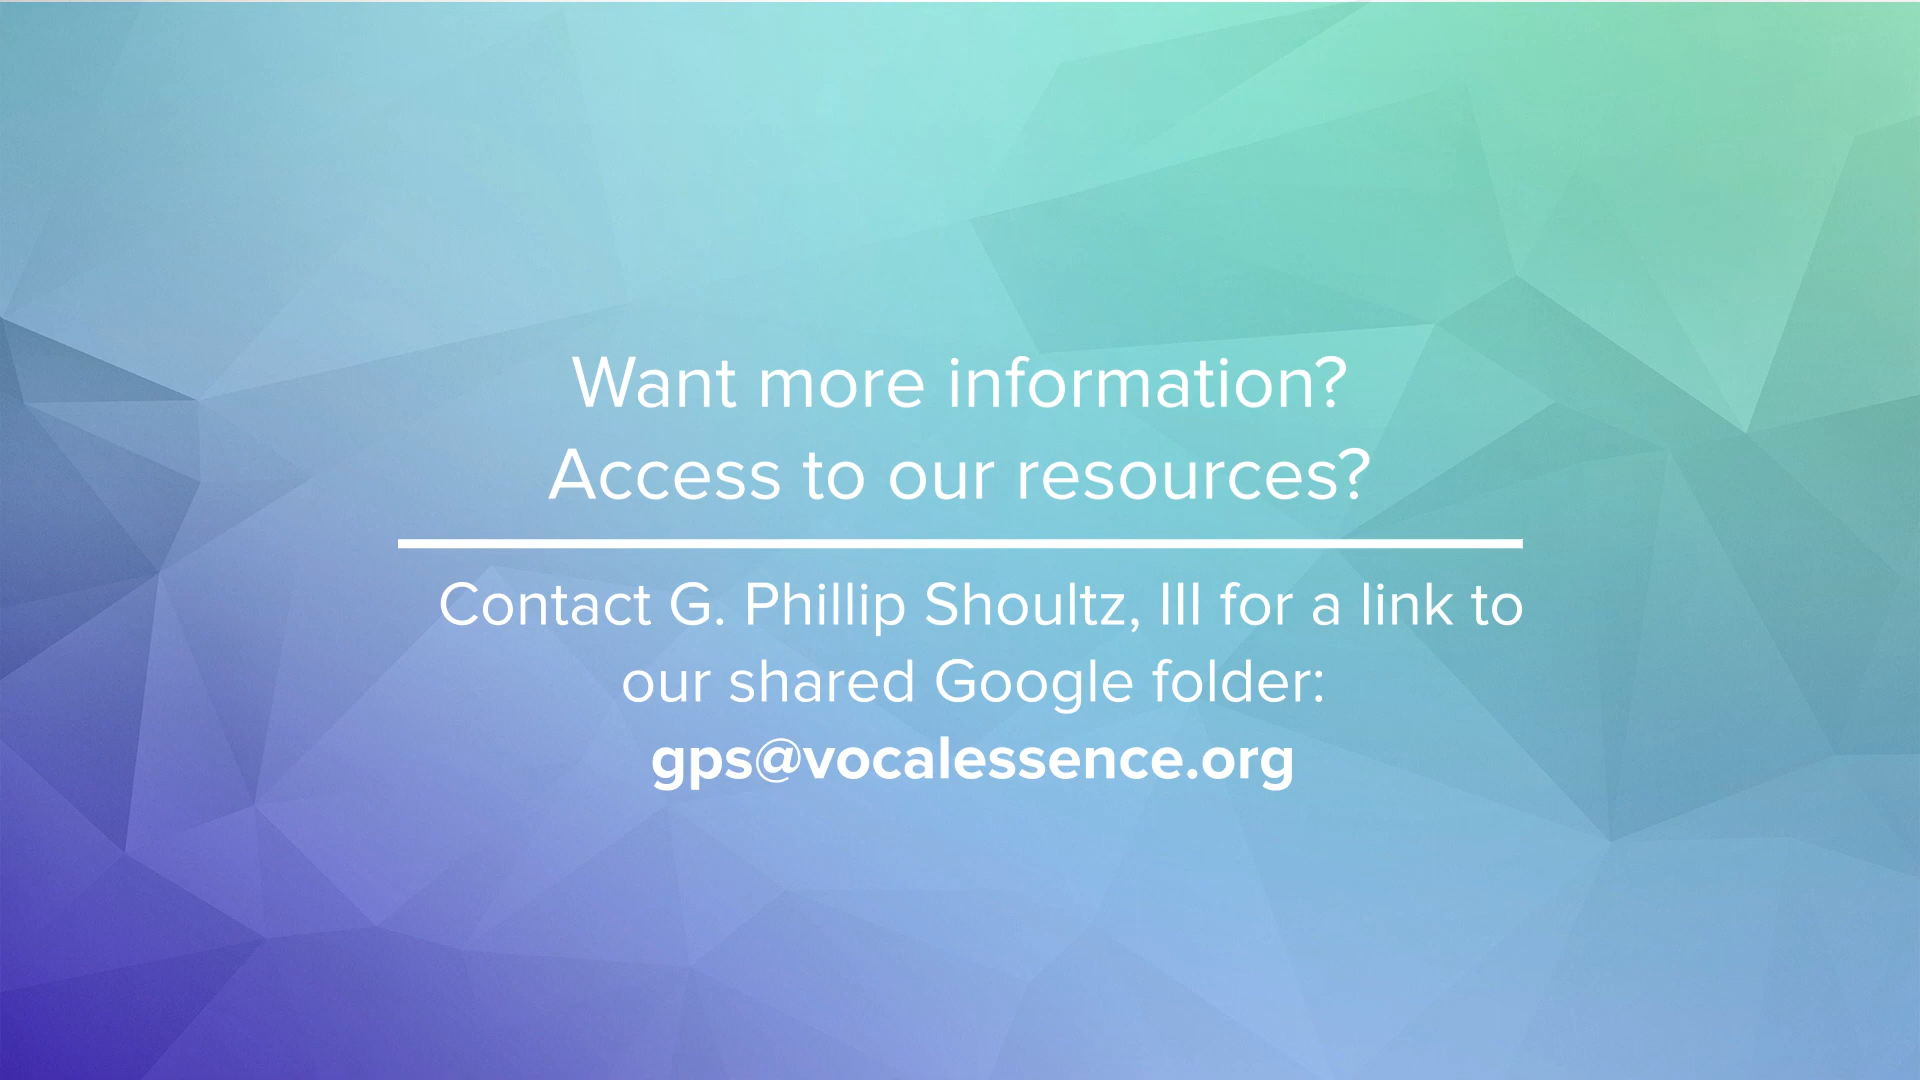 Want more information?
Access to our resources?
Contact G. Phillip Shoultz, III for a link to
our shared Google folder:
gps@vocalessence.org